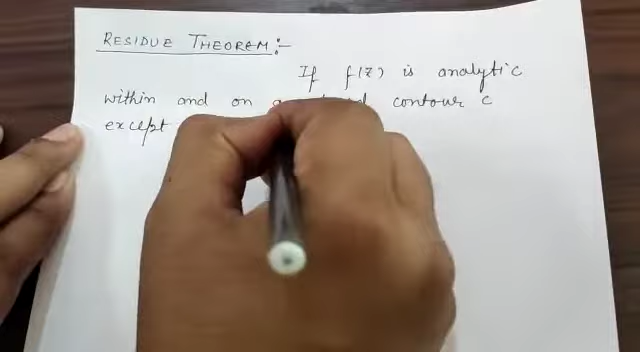 RESIDUE THEOREM :-
If f(z) is analytic
within and on a contour c
except